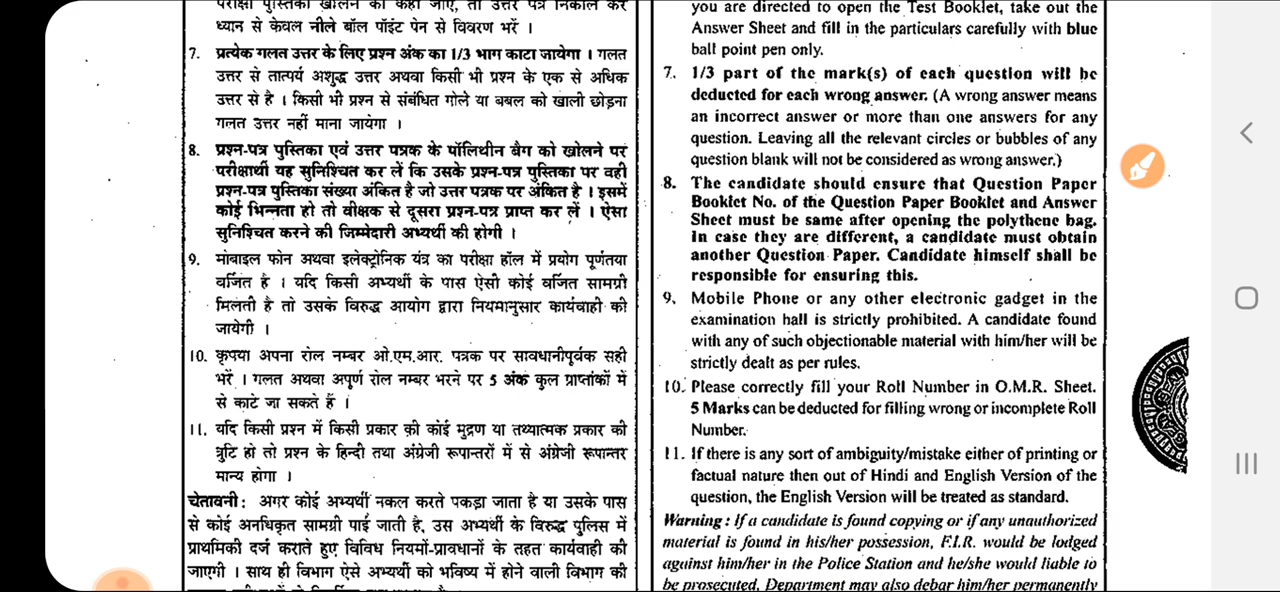 परीक्षा पुस्तिका खोलने को कहा जाए, तो उत्तर पत्र निकाल कर
ध्यान से केवल नीले बॉल पॉइंट पेन से विवरण भरें ।
7. प्रत्येक गलत उत्तर के लिए प्रश्न अंक का 1/3 भाग काटा जायेगा । गलत
उत्तर से तात्पर्य अशुद्ध उत्तर अथवा किसी भी प्रश्न के एक से अधिक
उत्तर से है । किसी भी प्रश्न से संबंधित गोले या बबल को खाली छोड़ना
गलत उत्तर नहीं माना जायेगा ।
8. प्रश्न-पत्र पुस्तिका एवं उत्तर पत्रक के पॉलिथीन बैग को खोलने पर
परीक्षार्थी यह सुनिश्चित कर लें कि उसके प्रश्न-पत्र पुस्तिका पर वही
प्रश्न-पत्र पुस्तिका संख्या अंकित है जो उत्तर पत्रक पर अंकित है । इसमें
कोई भिन्नता हो तो वीक्षक से दूसरा प्रश्न-पत्र प्राप्त कर लें । ऐसा
सुनिश्चित करने की जिम्मेदारी अभ्यर्थी की होगी ।
9. मोबाइल फोन अथवा इलेक्ट्रोनिक यंत्र का परीक्षा हॉल में प्रयोग पूर्णतया
वर्जित है । यदि किसी अभ्यर्थी के पास ऐसी कोई वर्जित सामग्री
मिलती है तो उसके विरुद्ध आयोग द्वारा नियमानुसार कार्यवाही की
जायेगी ।
10. कृपया अपना रोल नम्बर ओ.एम.आर. पत्रक पर सावधानीपूर्वक सही
भरें । गलत अथवा अपूर्ण रोल नम्बर भरने पर 5 अंक कुल प्राप्तांकों में
से काटे जा सकते हैं ।
11. यदि किसी प्रश्न में किसी प्रकार की कोई मुद्रण या तथ्यात्मक प्रकार की
त्रुटि हो तो प्रश्न के हिन्दी तथा अंग्रेजी रूपान्तरों में से अंग्रेजी रूपान्तर
मान्य होगा ।
चेतावनी : अगर कोई अभ्यर्थी नकल करते पकड़ा जाता है या उसके पास
से कोई अनधिकृत सामग्री पाई जाती है, उस अभ्यर्थी के विरुद्ध पुलिस में
प्राथमिकी दर्ज कराते हुए विविध नियमों-प्रावधानों के तहत कार्यवाही की
जाएगी । साथ ही विभाग ऐसे अभ्यर्थी को भविष्य में होने वाली विभाग की
you are directed to open the Test Booklet, take out the
Answer Sheet and fill in the particulars carefully with blue
ball point pen only.
7. 1/3 part of the mark(s) of each question will be
deducted for each wrong answer. (A wrong answer means
an incorrect answer or more than one answers for any
question. Leaving all the relevant circles or bubbles of any
question blank will not be considered as wrong answer.)
8. The candidate should ensure that Question Paper
Booklet No. of the Question Paper Booklet and Answer
Sheet must be same after opening the polythene bag.
In case they are different, a candidate must obtain
another Question Paper. Candidate himself shall be
responsible for ensuring this.
9. Mobile Phone or any other electronic gadget in the
examination hall is strictly prohibited. A candidate found
with any of such objectionable material with him/her will be
strictly dealt as per rules.
10. Please correctly fill your Roll Number in O.M.R. Sheet.
5 Marks can be deducted for filling wrong or incomplete Roll
Number.
11. If there is any sort of ambiguity/mistake either of printing or
factual nature then out of Hindi and English Version of the
question, the English Version will be treated as standard.
Warning : If a candidate is found copying or if any unauthorized
material is found in his/her possession, F.I.R. would be lodged
against him/her in the Police Station and he/she would liable to
be prosecuted. Department may also debar him/her permanently